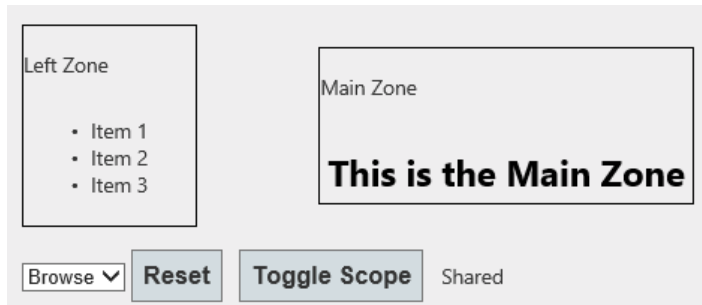 Left Zone
• Item 1
• Item 2
• Item 3
Main Zone
This is the Main Zone
Browse Reset Toggle Scope Shared